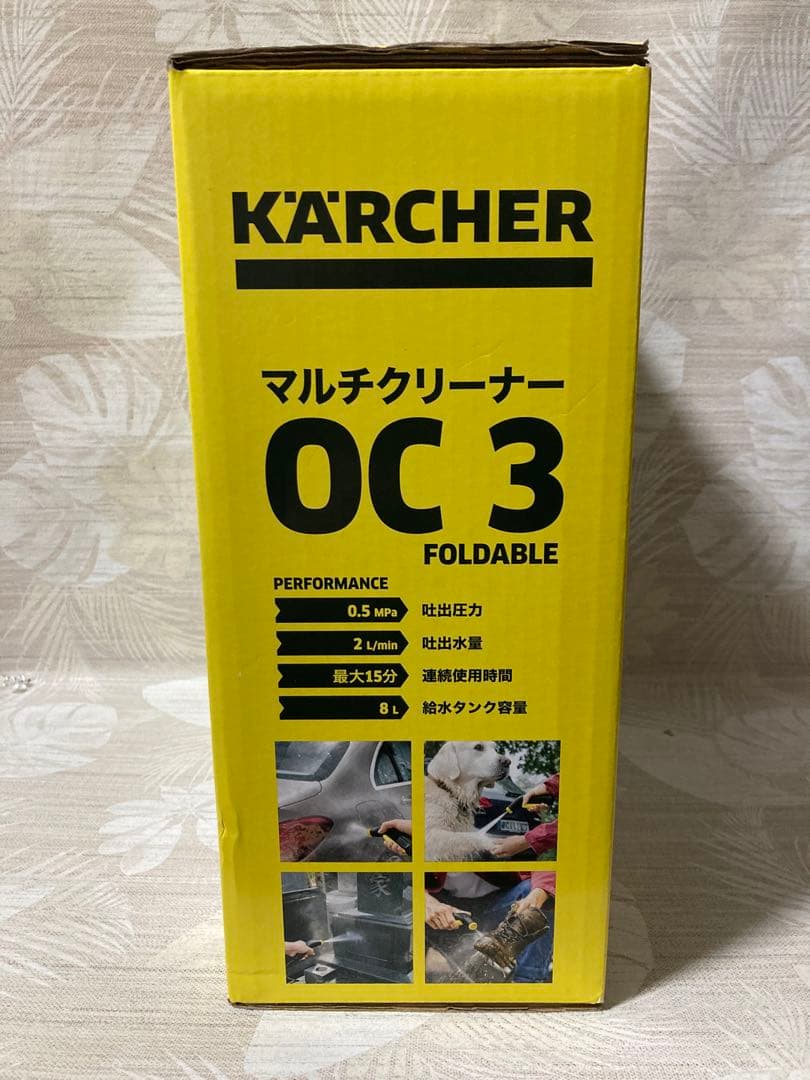 KÄRCHER
マルチクリーナー
OC 3
FOLDABLE
PERFORMANCE
0.5 MPa 吐出圧力
2 L/min 吐出水量
最大15分 連続使用時間
8 L 給水タンク容量
家